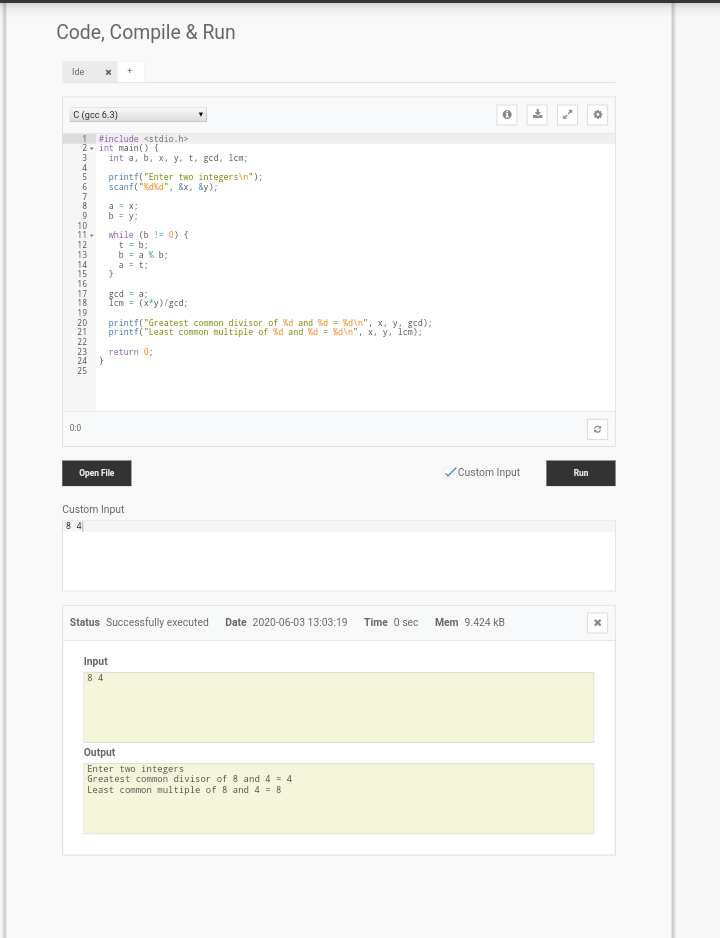 Code, Compile & Run
Ide ✖ +
C (gcc 6.3)
1 #include <stdio.h>
2 int main() {
3   int a, b, x, y, t, gcd, lcm;
4
5   printf("Enter two integers\n");
6   scanf("%d%d", &x, &y);
7
8   a = x;
9   b = y;
10
11   while (b != 0) {
12     t = b;
13     b = a % b;
14     a = t;
15   }
16
17   gcd = a;
18   lcm = (x*y)/gcd;
19
20   printf("Greatest common divisor of %d and %d = %d\n", x, y, gcd);
21   printf("Least common multiple of %d and %d = %d\n", x, y, lcm);
22
23   return 0;
24 }
25
0:0
Open File Custom Input Run
Custom Input
8 4
Status Successfully executed Date 2020-06-03 13:03:19 Time 0 sec Mem 9.424 kB ✖
Input
8 4
Output
Enter two integers
Greatest common divisor of 8 and 4 = 4
Least common multiple of 8 and 4 = 8